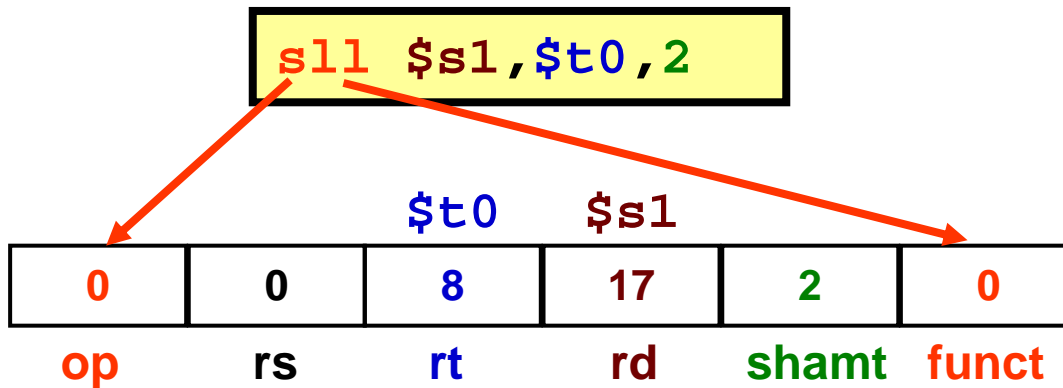 sll $s1,$t0,2
$t0 $s1
0 0 8 17 2 0
op rs rt rd shamt funct